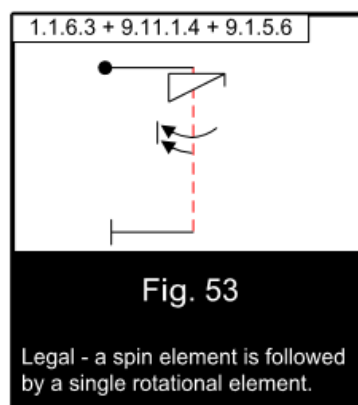 1.1.6.3 + 9.11.1.4 + 9.1.5.6
Fig. 53
Legal - a spin element is followed
by a single rotational element.